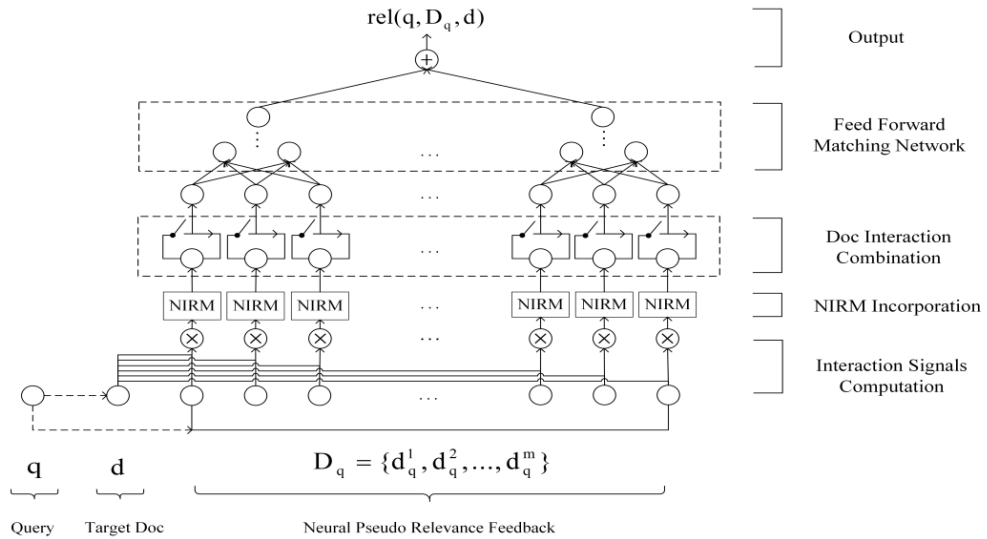 rel(q, D_q, d)
+
Output
Feed Forward
Matching Network
...
...
...
...
Doc Interaction
Combination
...
NIRM NIRM NIRM ... NIRM NIRM NIRM
NIRM Incorporation
× × × ... × × ×
Interaction Signals
Computation
...
q d D_q = {d_q^1, d_q^2, ..., d_q^m}
Query Target Doc Neural Pseudo Relevance Feedback